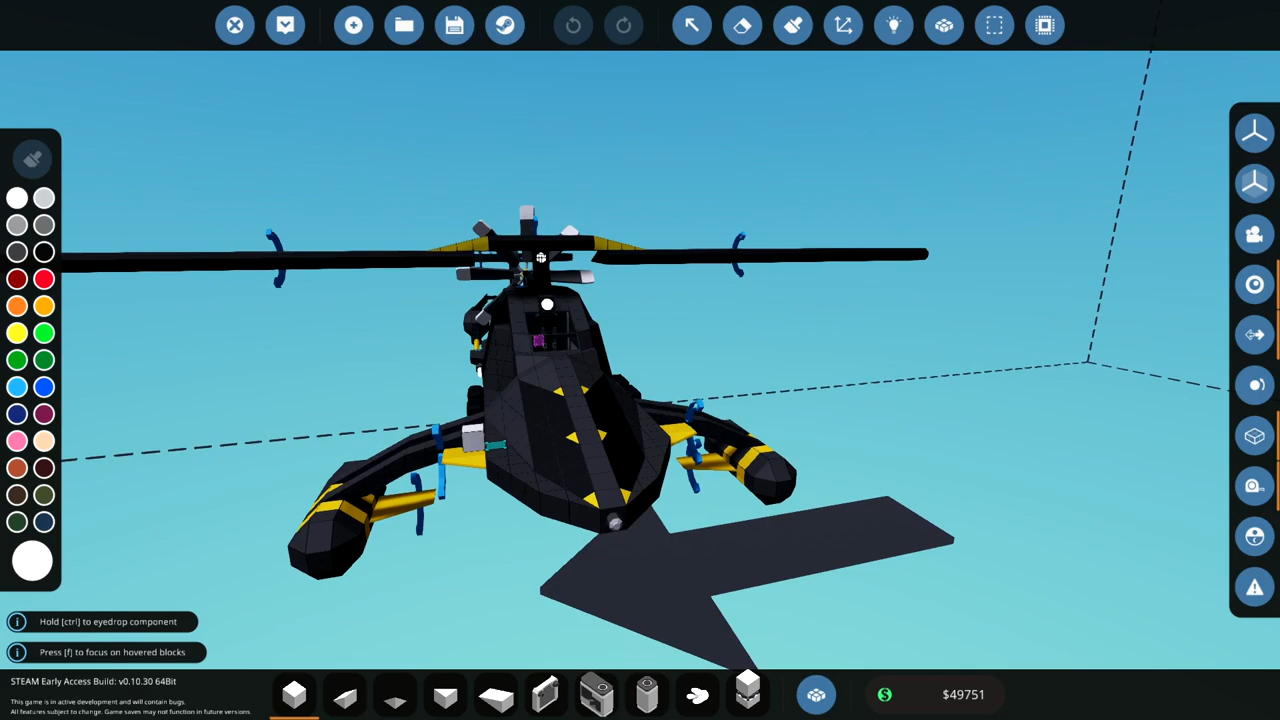 Hold [ctrl] to eyedrop component
Press [f] to focus on hovered blocks
STEAM Early Access Build: v0.10.30 64Bit
This game is in active development and will contain bugs.
All features subject to change. Game saves may not function in future versions.
$49751